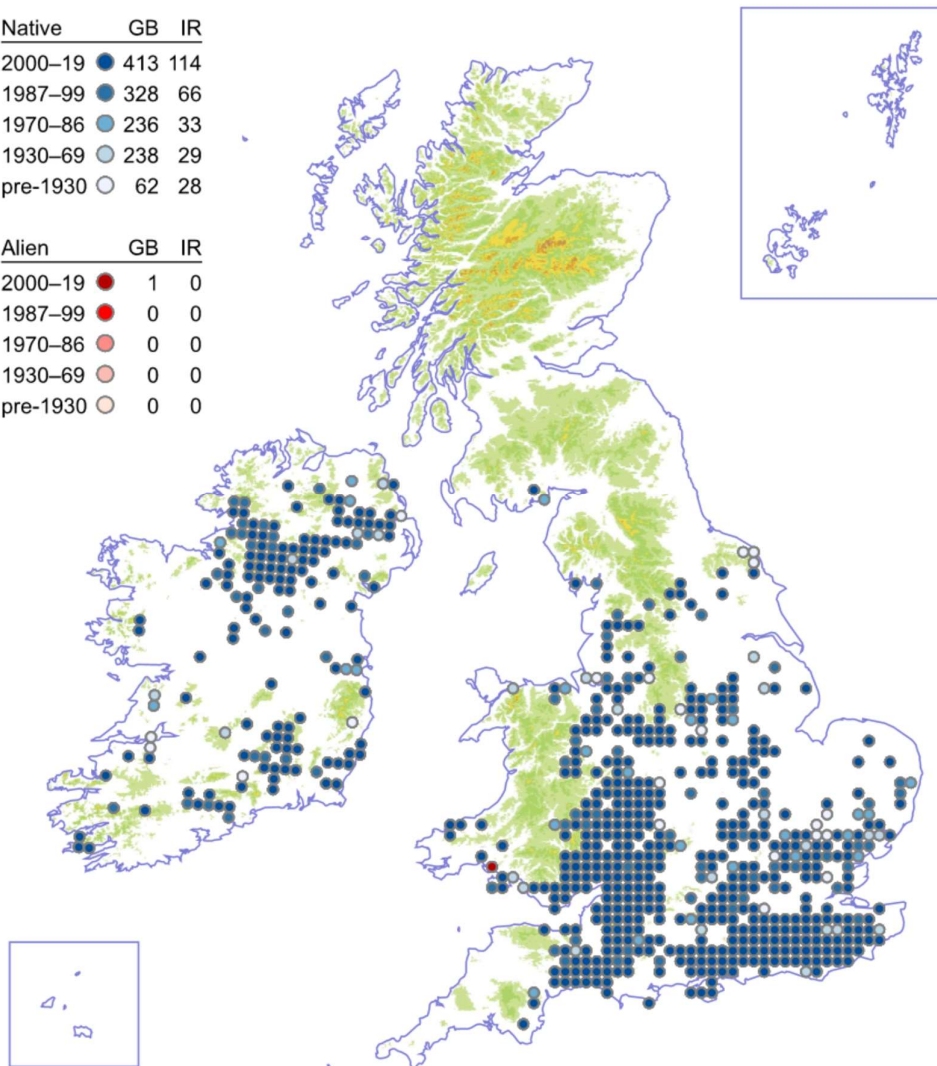 Native GB IR
2000–19 413 114
1987–99 328 66
1970–86 236 33
1930–69 238 29
pre-1930 62 28
Alien GB IR
2000–19 1 0
1987–99 0 0
1970–86 0 0
1930–69 0 0
pre-1930 0 0